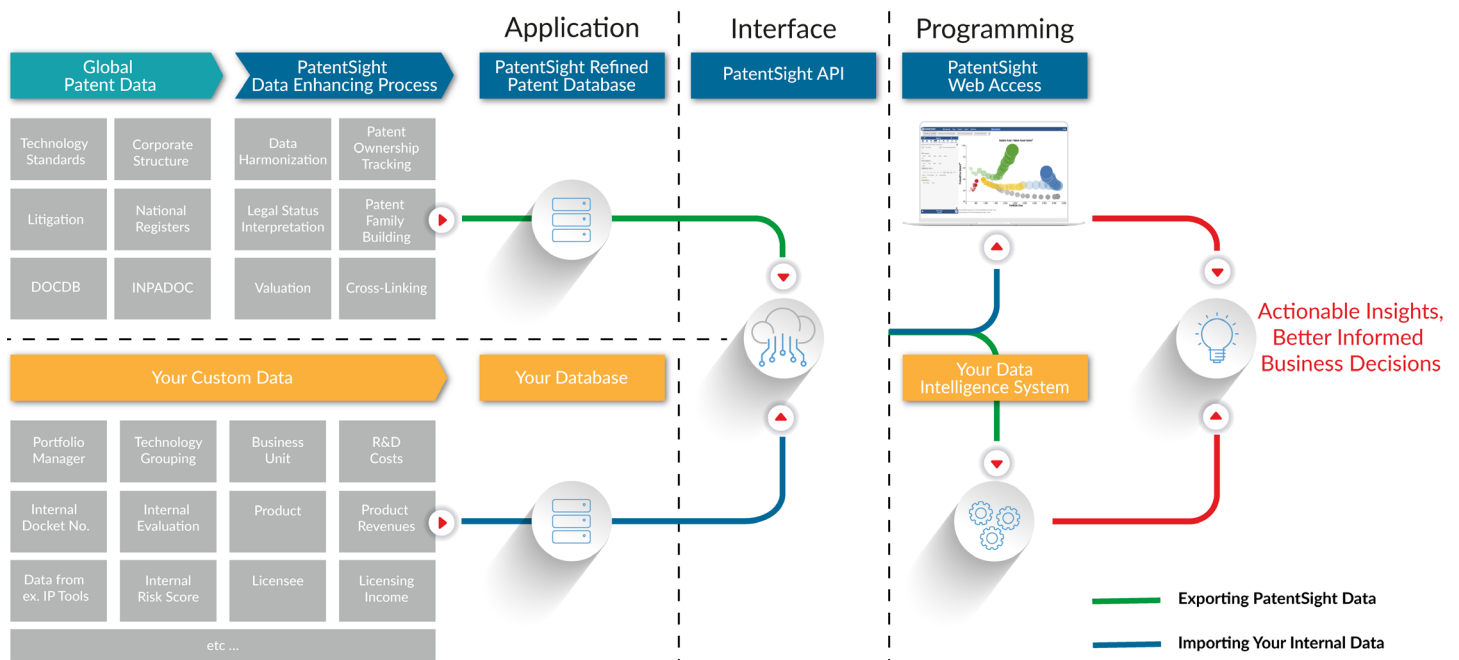 Application
Interface
Programming
Global
Patent Data
PatentSight
Data Enhancing Process
PatentSight Refined
Patent Database
PatentSight API
PatentSight
Web Access
Technology
Standards
Corporate
Structure
Data
Harmonization
Patent
Ownership
Tracking
Litigation
National
Registers
Legal Status
Interpretation
Patent
Family
Building
DOCDB
INPADOC
Valuation
Cross-Linking
Actionable Insights,
Better Informed
Business Decisions
Your Custom Data
Your Database
Your Data
Intelligence System
Portfolio
Manager
Technology
Grouping
Business
Unit
R&D
Costs
Internal
Docket No.
Internal
Evaluation
Product
Product
Revenues
Data from
ex. IP Tools
Internal
Risk Score
Licensee
Licensing
Income
etc ...
Exporting PatentSight Data
Importing Your Internal Data